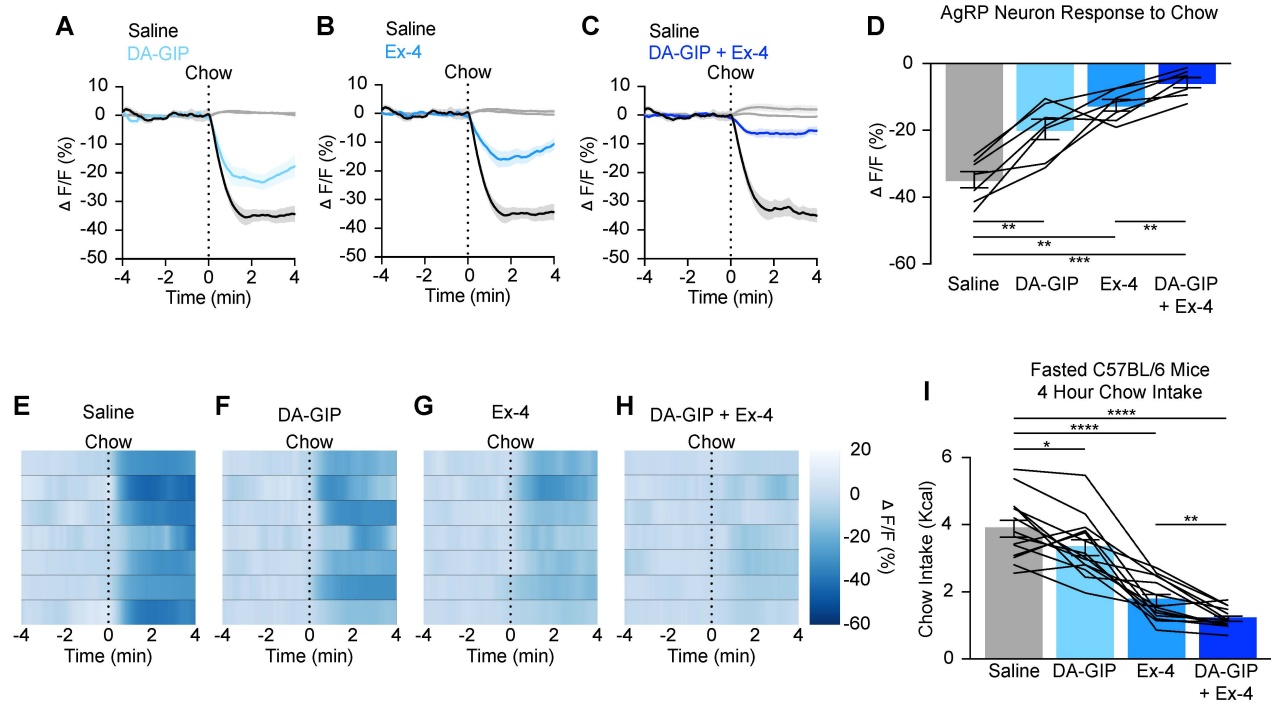 A
Saline
DA-GIP
Chow
10
0
-10
-20
-30
-40
-50
Δ F/F (%)
-4 -2 0 2 4
Time (min)
B
Saline
Ex-4
Chow
10
0
-10
-20
-30
-40
-50
Δ F/F (%)
-4 -2 0 2 4
Time (min)
C
Saline
DA-GIP + Ex-4
Chow
10
0
-10
-20
-30
-40
-50
Δ F/F (%)
-4 -2 0 2 4
Time (min)
D
AgRP Neuron Response to Chow
0
-20
-40
-60
Δ F/F (%)
**
**
**
***
Saline DA-GIP Ex-4 DA-GIP
+ Ex-4
E
Saline
Chow
-4 -2 0 2 4
Time (min)
F
DA-GIP
Chow
-4 -2 0 2 4
Time (min)
G
Ex-4
Chow
-4 -2 0 2 4
Time (min)
H
DA-GIP + Ex-4
Chow
-4 -2 0 2 4
Time (min)
20
0
-20
-40
-60
Δ F/F (%)
I
Fasted C57BL/6 Mice
4 Hour Chow Intake
****
****
*
**
6
4
2
0
Chow Intake (Kcal)
Saline DA-GIP Ex-4 DA-GIP
+ Ex-4